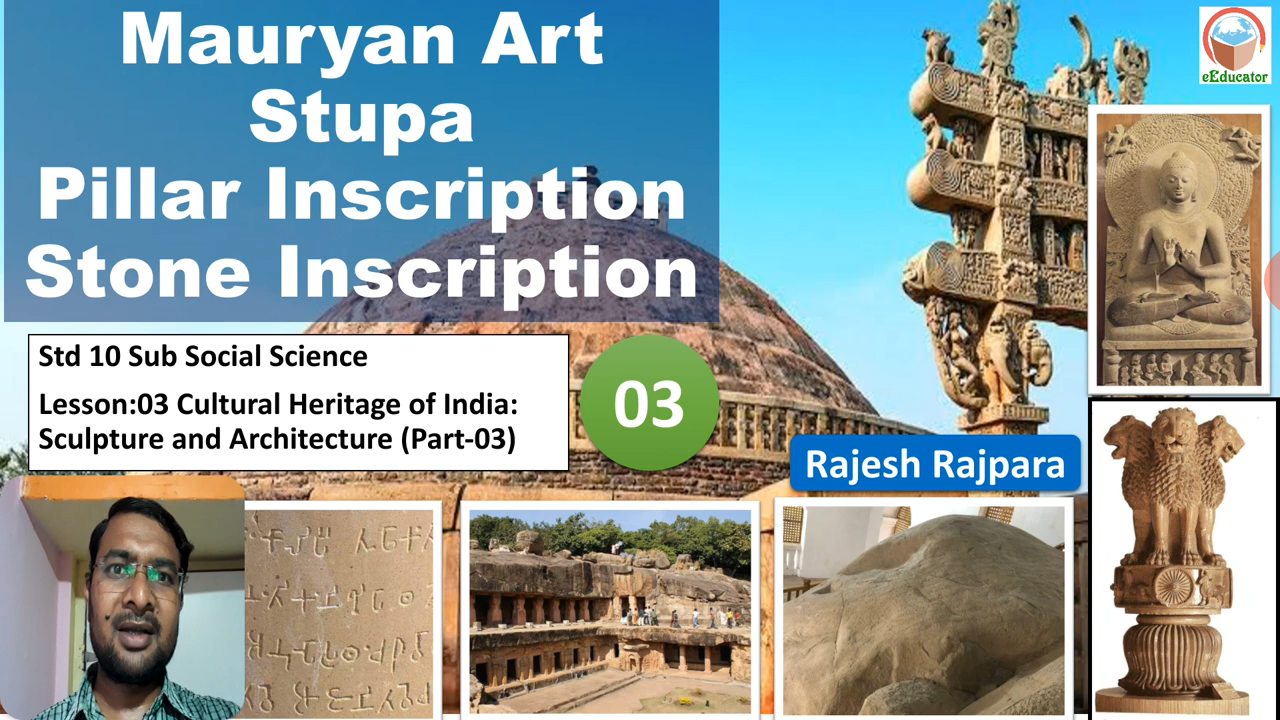 Mauryan Art
Stupa
Pillar Inscription
Stone Inscription
eEducator
Std 10 Sub Social Science
Lesson:03 Cultural Heritage of India:
Sculpture and Architecture (Part-03)
03
Rajesh Rajpara